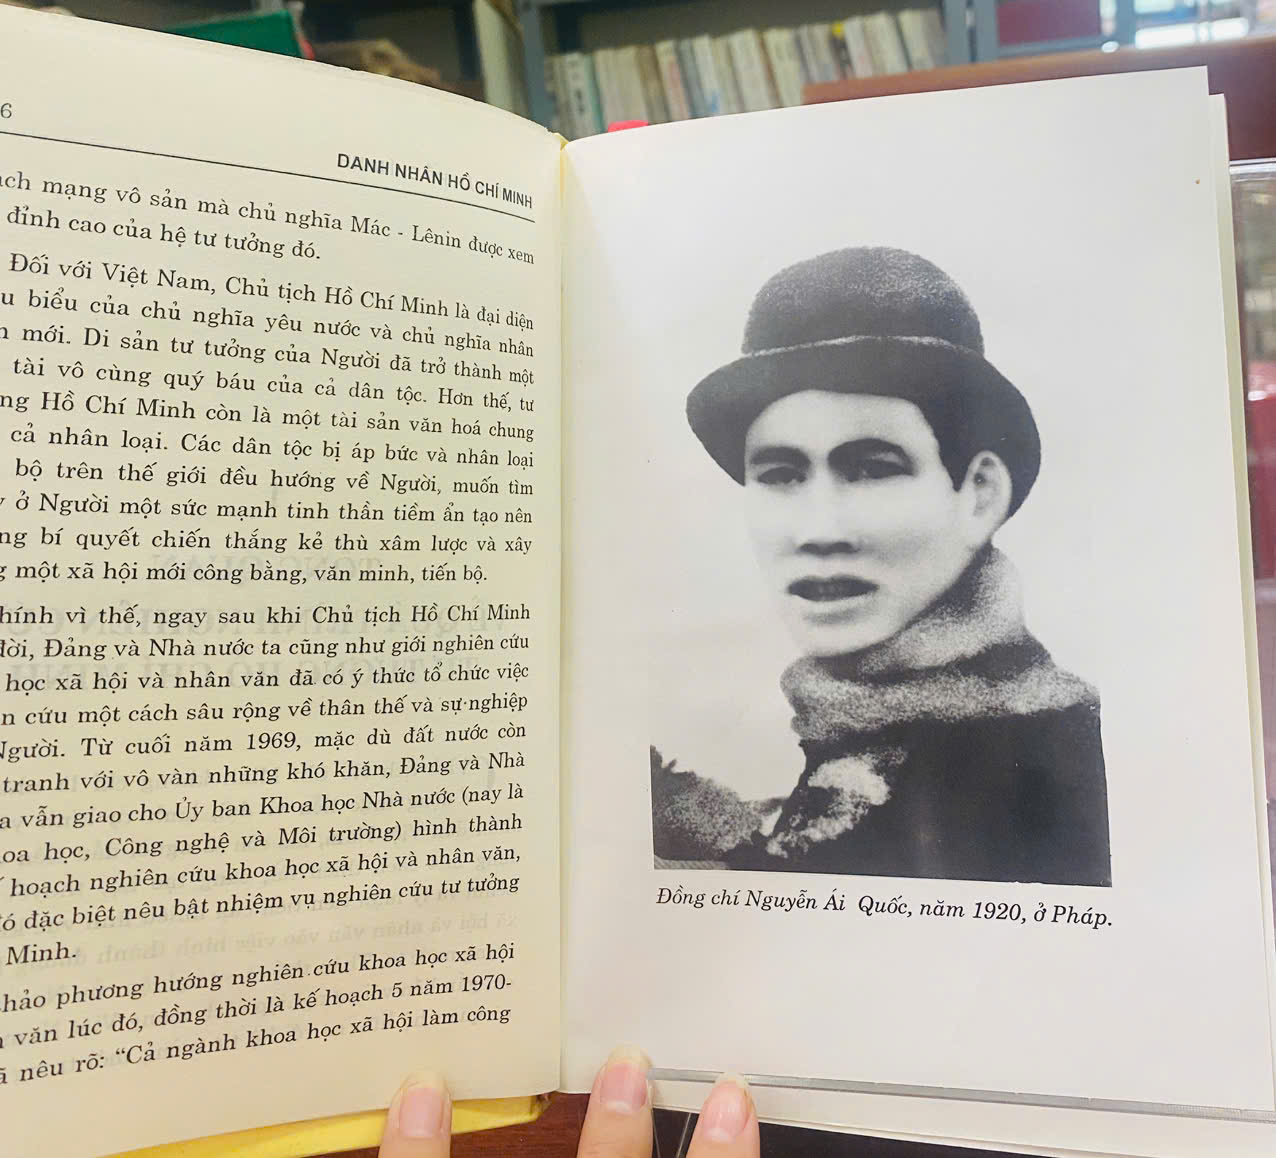 6
DANH NHÂN HỒ CHÍ MINH
mạng vô sản mà chủ nghĩa Mác - Lênin được xem
đỉnh cao của hệ tư tưởng đó.
Đối với Việt Nam, Chủ tịch Hồ Chí Minh là đại diện
biểu của chủ nghĩa yêu nước và chủ nghĩa nhân
mới. Di sản tư tưởng của Người đã trở thành một
tài vô cùng quý báu của cả dân tộc. Hơn thế, tư
Hồ Chí Minh còn là một tài sản văn hoá chung
cả nhân loại. Các dân tộc bị áp bức và nhân loại
bộ trên thế giới đều hướng về Người, muốn tìm
ở Người một sức mạnh tinh thần tiềm ẩn tạo nên
bí quyết chiến thắng kẻ thù xâm lược và xây
một xã hội mới công bằng, văn minh, tiến bộ.
vì thế, ngay sau khi Chủ tịch Hồ Chí Minh
đời, Đảng và Nhà nước ta cũng như giới nghiên cứu
học xã hội và nhân văn đã có ý thức tổ chức việc
cứu một cách sâu rộng về thân thế và sự nghiệp
Người. Từ cuối năm 1969, mặc dù đất nước còn
tranh với vô vàn những khó khăn, Đảng và Nhà
vẫn giao cho Ủy ban Khoa học Nhà nước (nay là
học, Công nghệ và Môi trường) hình thành
hoạch nghiên cứu khoa học xã hội và nhân văn,
đặc biệt nêu bật nhiệm vụ nghiên cứu tư tưởng
Minh.
thảo phương hướng nghiên cứu khoa học xã hội
văn lúc đó, đồng thời là kế hoạch 5 năm 1970-
nêu rõ: “Cả ngành khoa học xã hội làm công
Đồng chí Nguyễn Ái Quốc, năm 1920, ở Pháp.